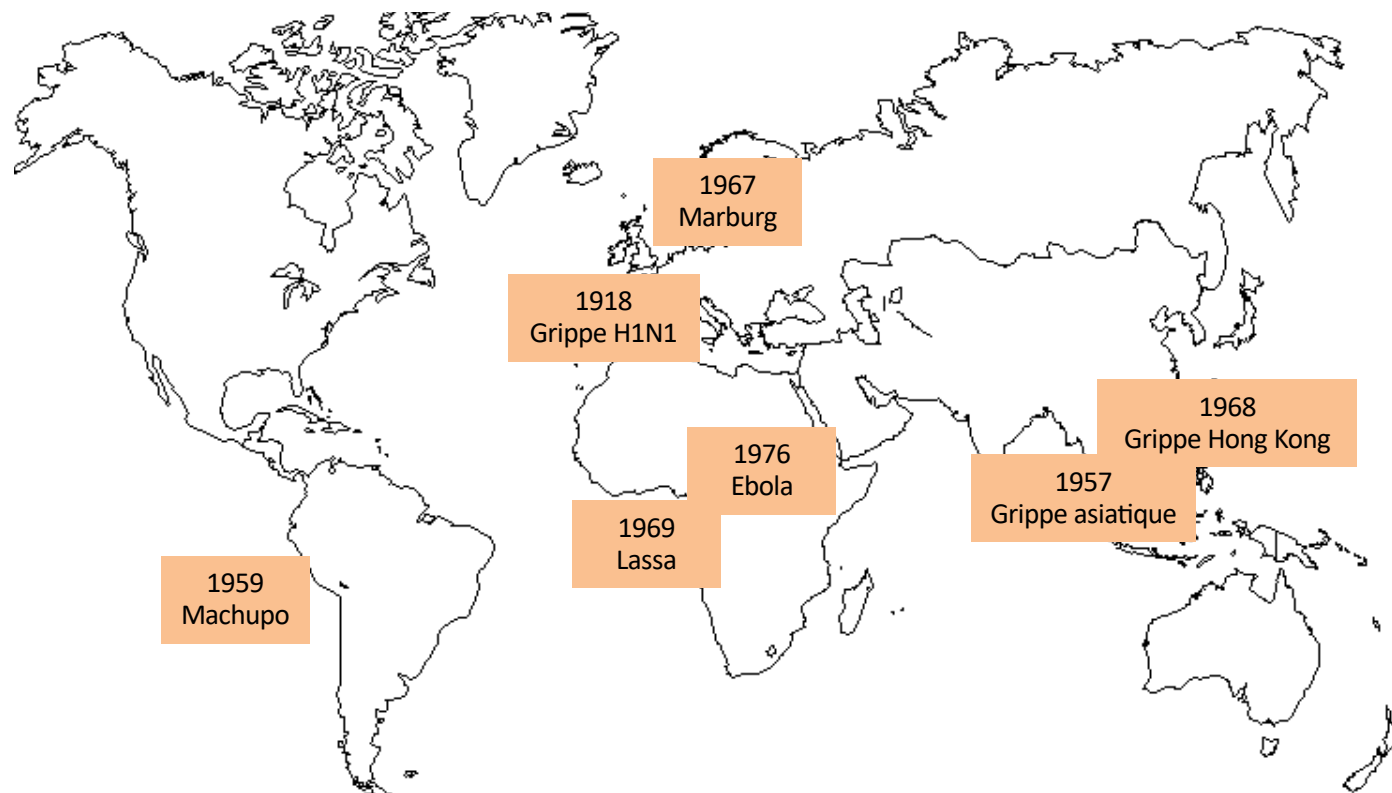 1967
Marburg
1918
Grippe H1N1
1968
Grippe Hong Kong
1976
Ebola
1957
Grippe asiatique
1969
Lassa
1959
Machupo